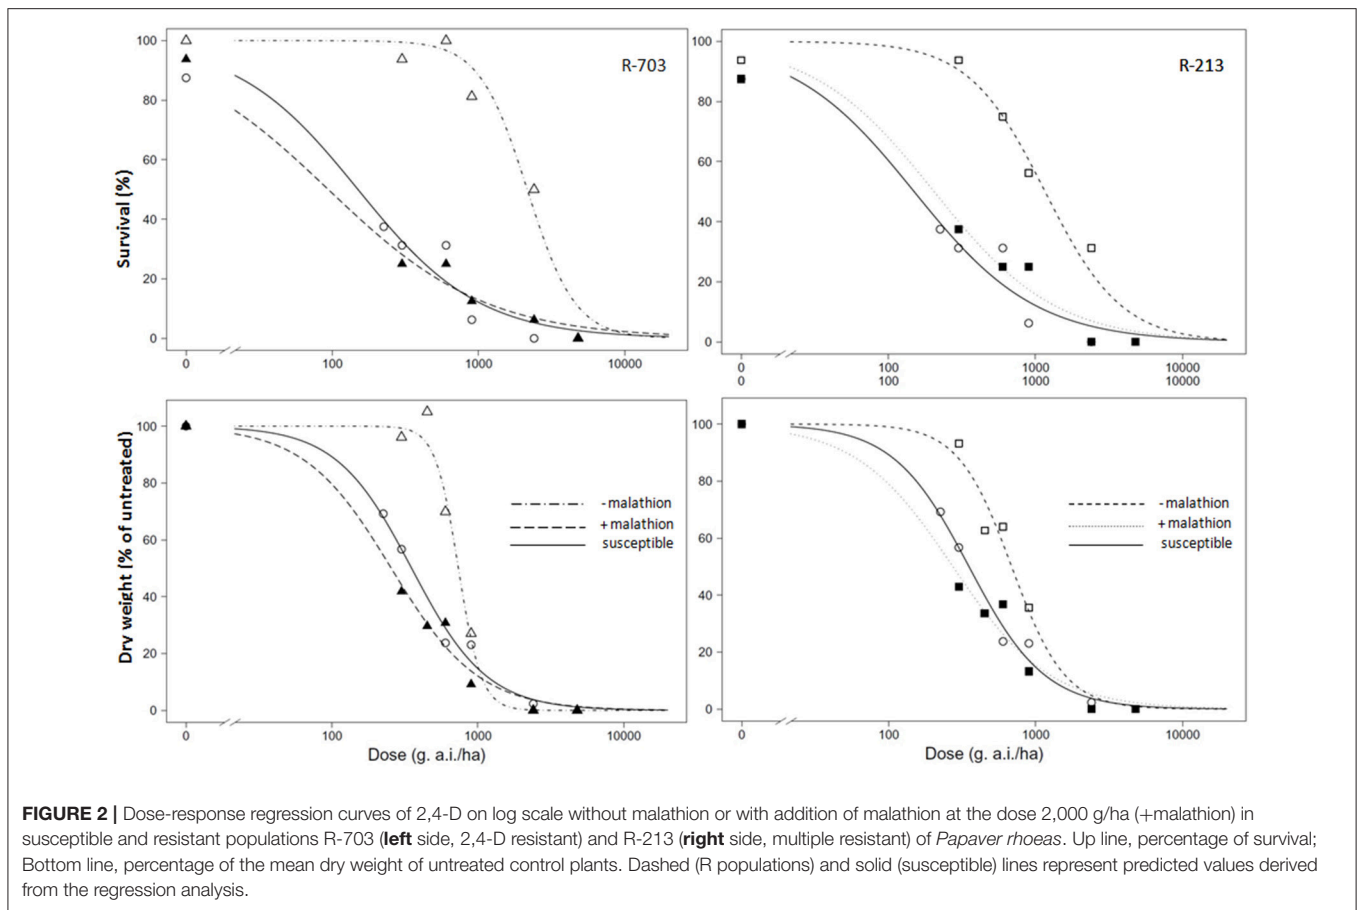 100
80
60
40
20
0
Survival (%)
R-703
0
100
1000
10000
100
80
60
40
20
0
R-213
0
0
100
100
1000
1000
10000
10000
100
80
60
40
20
0
Dry weight (% of untreated)
- malathion
+ malathion
susceptible
0
100
1000
10000
Dose (g. a.i./ha)
100
80
60
40
20
0
- malathion
+ malathion
susceptible
0
100
1000
10000
Dose (g. a.i./ha)
FIGURE 2 | Dose-response regression curves of 2,4-D on log scale without malathion or with addition of malathion at the dose 2,000 g/ha (+malathion) in
susceptible and resistant populations R-703 (left side, 2,4-D resistant) and R-213 (right side, multiple resistant) of Papaver rhoeas. Up line, percentage of survival;
Bottom line, percentage of the mean dry weight of untreated control plants. Dashed (R populations) and solid (susceptible) lines represent predicted values derived
from the regression analysis.